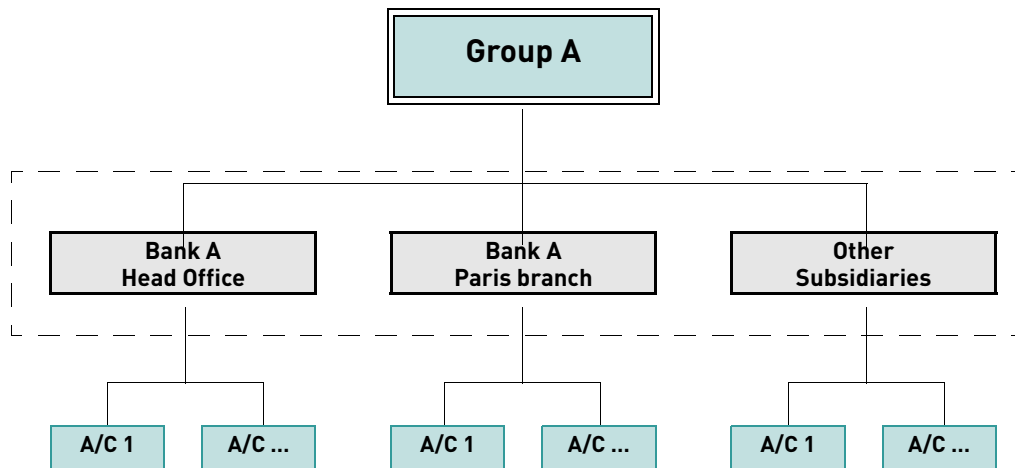 Group A
Bank A
Head Office
Bank A
Paris branch
Other
Subsidiaries
A/C 1
A/C ...
A/C 1
A/C ...
A/C 1
A/C ...